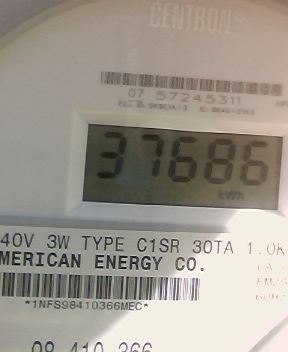 CENTRON
07 57245311
37686
kWh
40V 3W TYPE C1SR 30TA 1.0K
MERICAN ENERGY CO.
*1NFS98410366MEC*
98 410 366